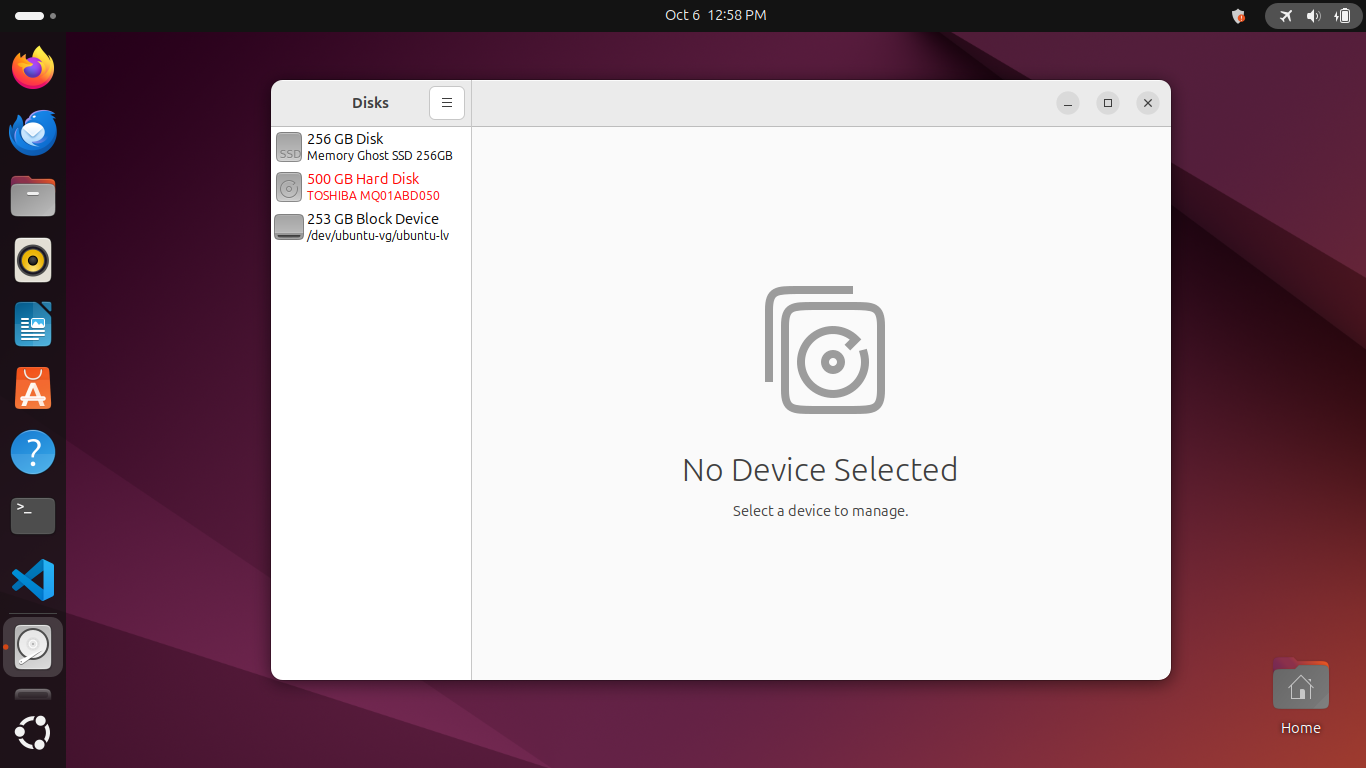 Oct 6 12:58 PM
Disks
256 GB Disk
Memory Ghost SSD 256GB
500 GB Hard Disk
TOSHIBA MQ01ABD050
253 GB Block Device
/dev/ubuntu-vg/ubuntu-lv
SSD
No Device Selected
Select a device to manage.
Home